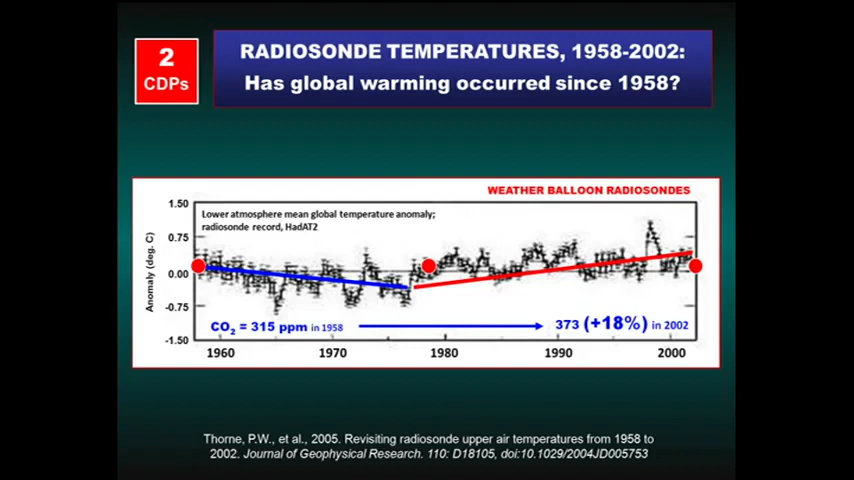 2
CDPs
RADIOSONDE TEMPERATURES, 1958-2002:
Has global warming occurred since 1958?
WEATHER BALLOON RADIOSONDES
Lower atmosphere mean global temperature anomaly;
radiosonde record, HadAT2
Anomaly (deg. C)
1.50
0.75
0.00
-0.75
-1.50
CO2 = 315 ppm in 1958
373 (+18%) in 2002
1960 1970 1980 1990 2000
Thorne, P.W., et al., 2005. Revisiting radiosonde upper air temperatures from 1958 to
2002. Journal of Geophysical Research. 110: D18105, doi:10.1029/2004JD005753